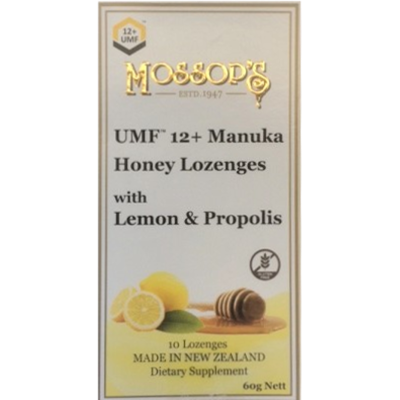 12+
UMF™
MOSSOP'S
ESTD.1947
UMF™ 12+ Manuka
Honey Lozenges
with
Lemon & Propolis
10 Lozenges
MADE IN NEW ZEALAND
Dietary Supplement
60g Nett